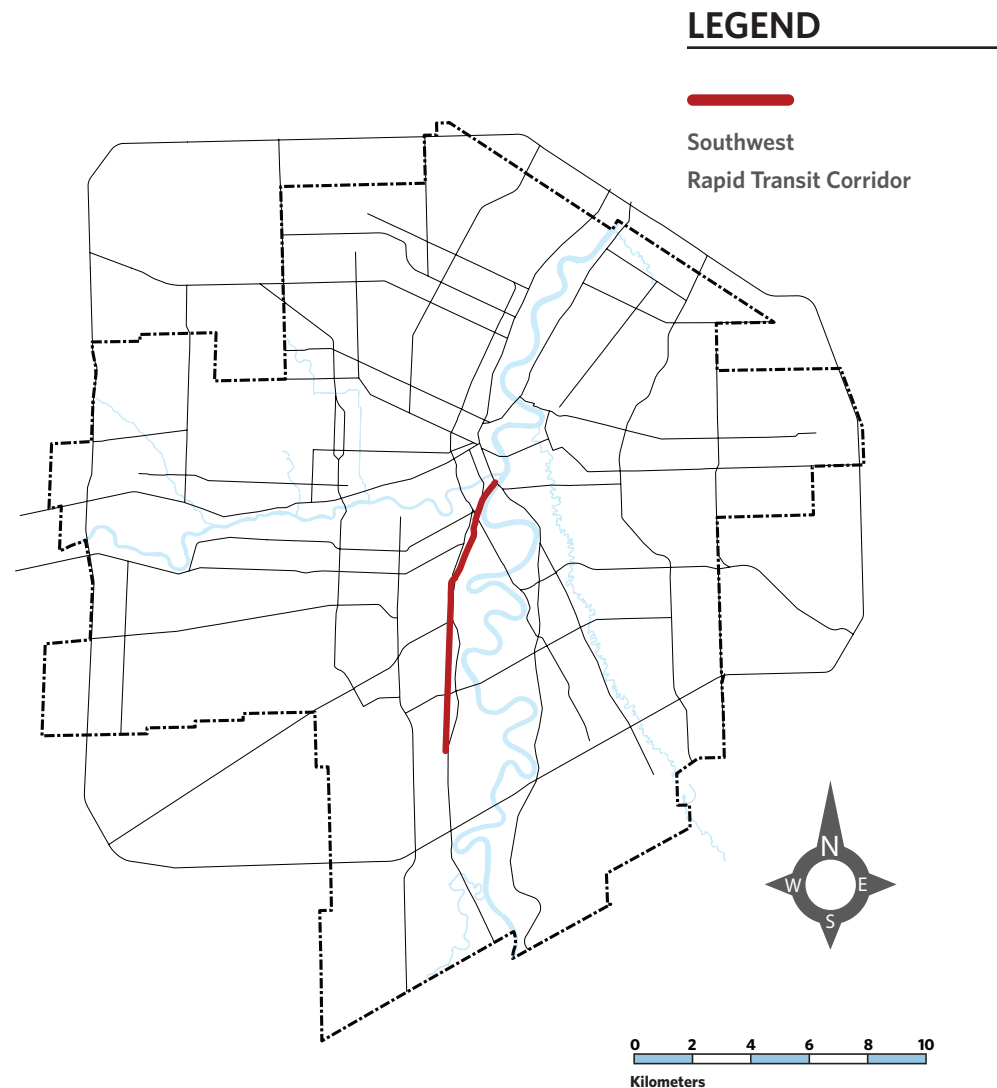 LEGEND
Southwest
Rapid Transit Corridor
N
W E
S
0 2 4 6 8 10
Kilometers